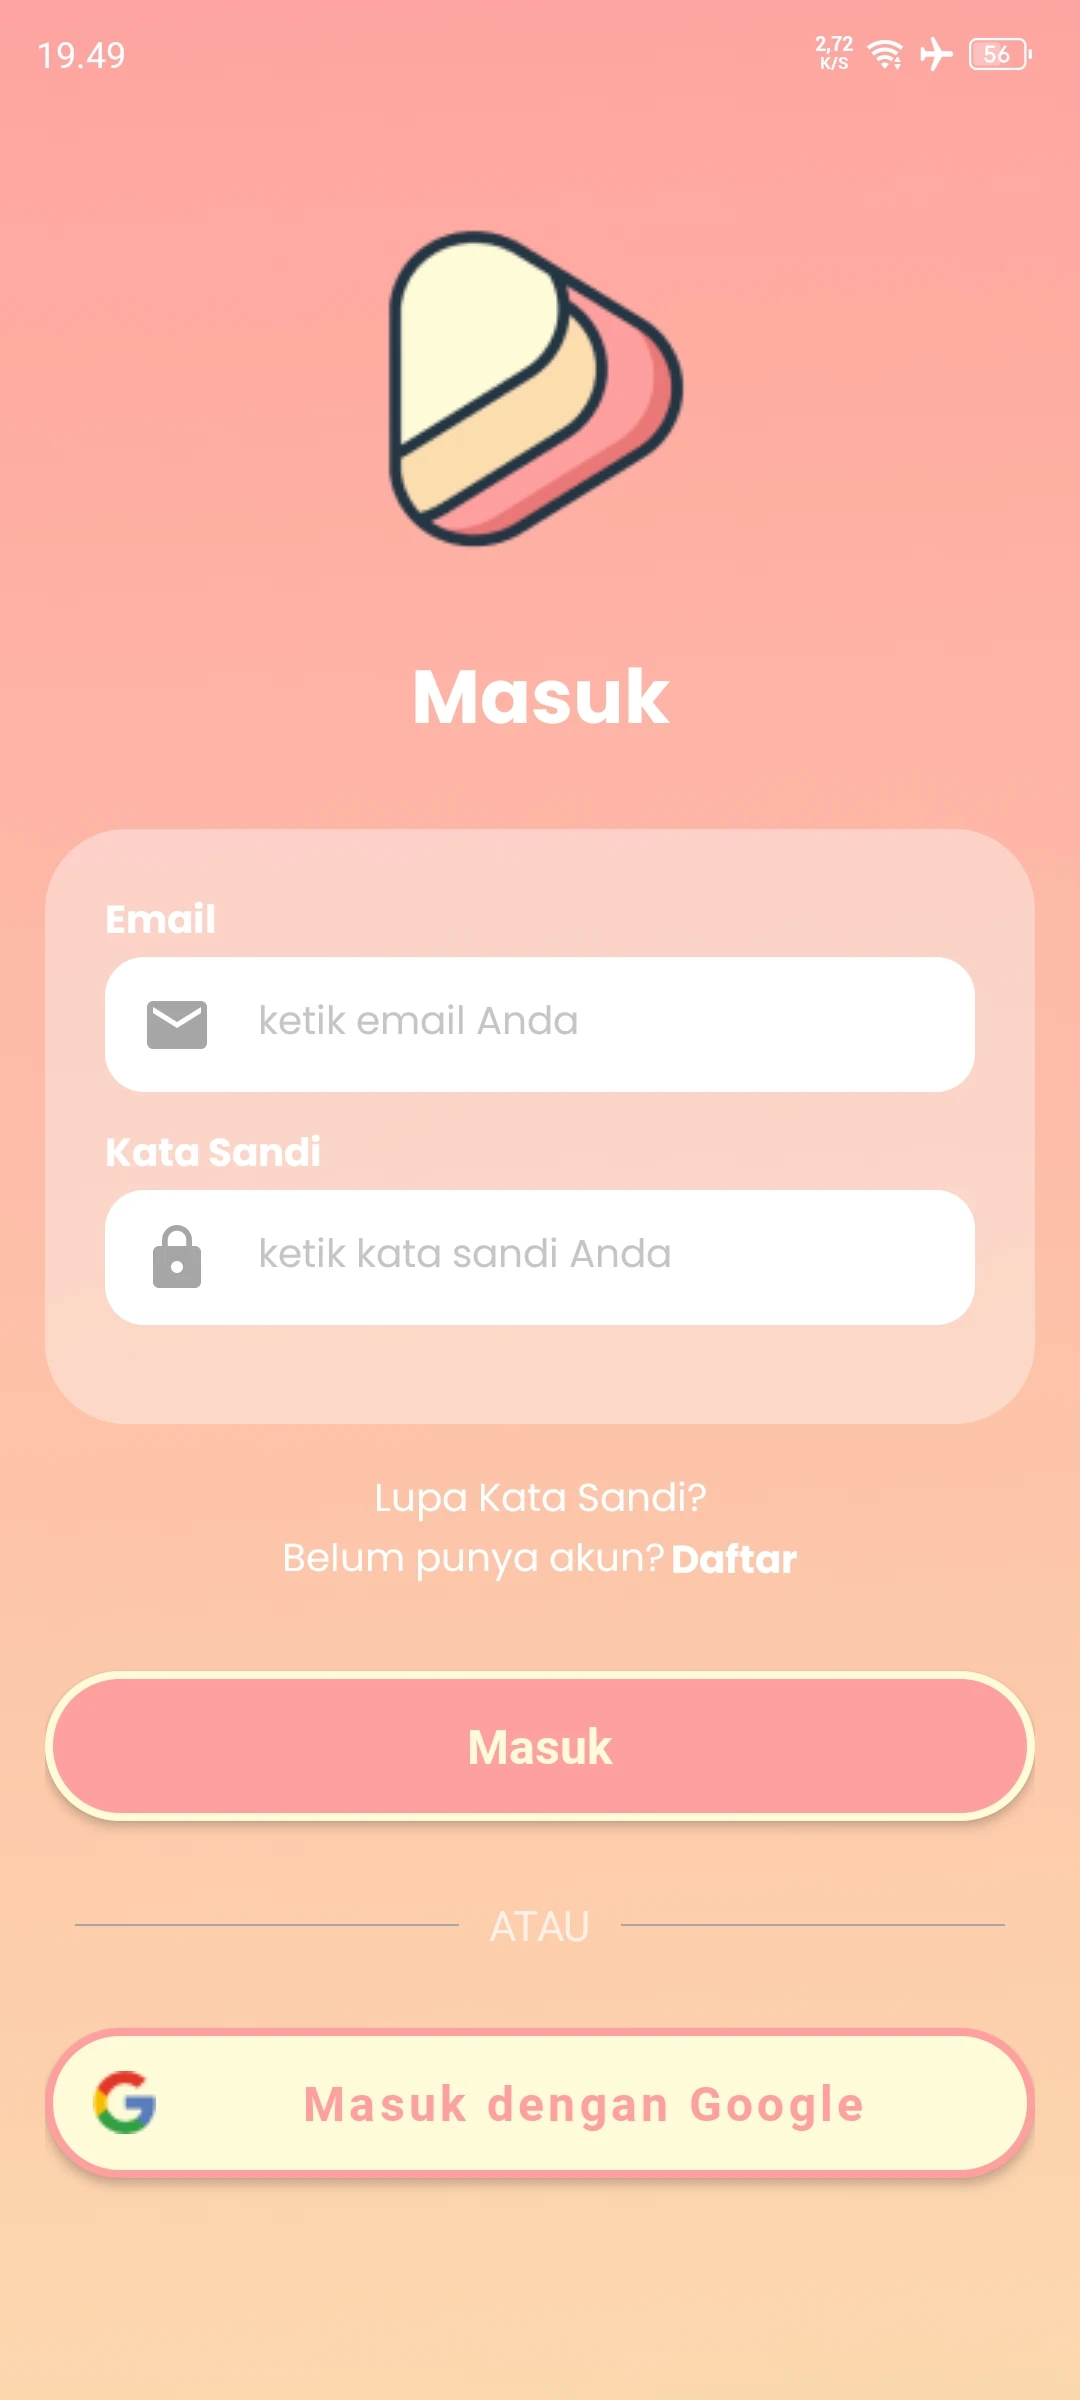 19.49
2,72
K/S
56
Masuk
Email
ketik email Anda
Kata Sandi
ketik kata sandi Anda
Lupa Kata Sandi?
Belum punya akun? Daftar
Masuk
ATAU
Masuk dengan Google